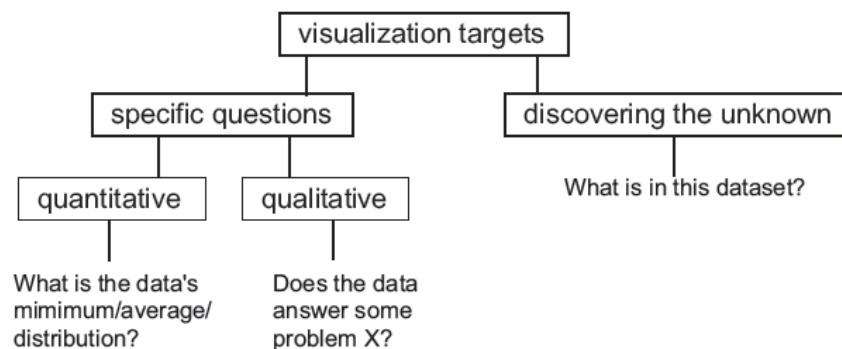 visualization targets
specific questions
discovering the unknown
quantitative
qualitative
What is in this dataset?
What is the data's
mimimum/average/
distribution?
Does the data
answer some
problem X?